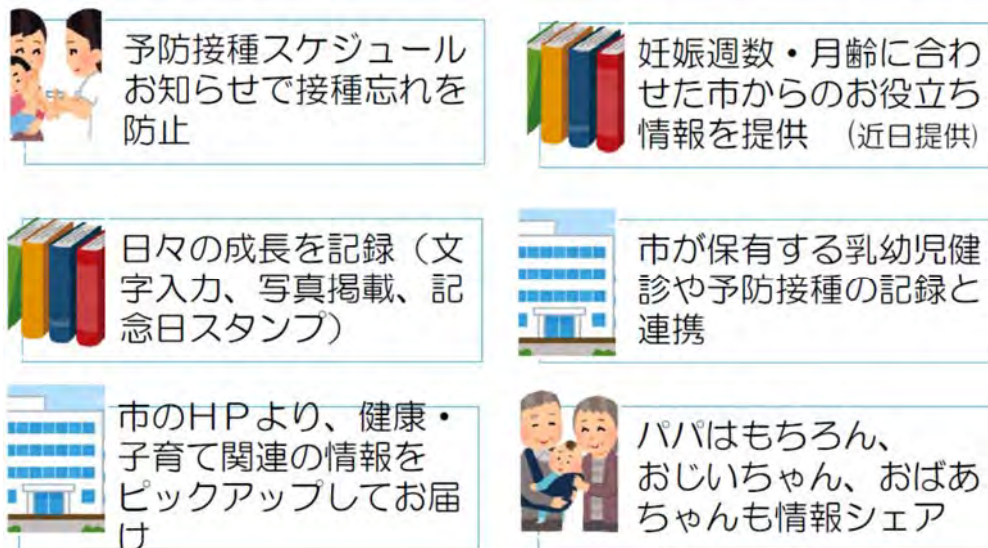 予防接種スケジュール
お知らせで接種忘れを
防止
妊娠週数・月齢に合わ
せた市からのお役立ち
情報を提供　(近日提供)
日々の成長を記録（文
字入力、写真掲載、記
念日スタンプ）
市が保有する乳幼児健
診や予防接種の記録と
連携
市のＨＰより、健康・
子育て関連の情報を
ピックアップしてお届
け
パパはもちろん、
おじいちゃん、おばあ
ちゃんも情報シェア